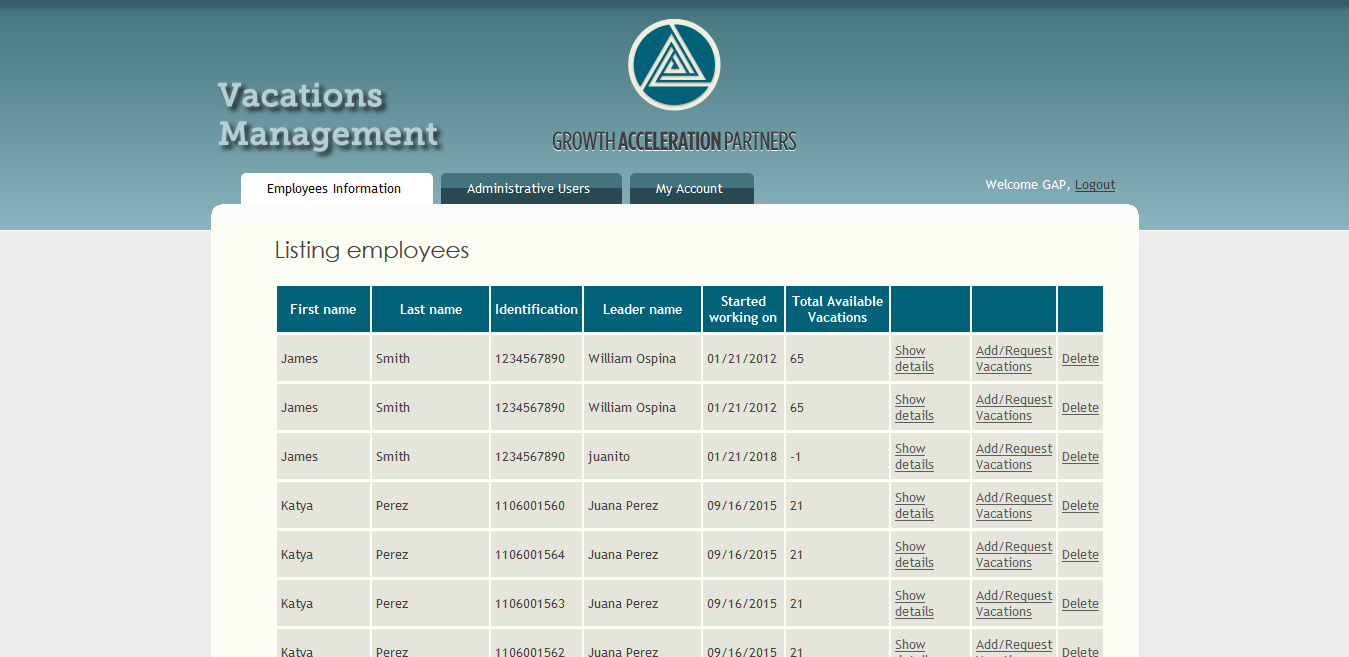 Vacations
Management
GROWTH ACCELERATION PARTNERS
Employees Information Administrative Users My Account Welcome GAP, Logout
Listing employees
First name Last name Identification Leader name Started working on Total Available Vacations
James Smith 1234567890 William Ospina 01/21/2012 65 Show details Add/Request Vacations Delete
James Smith 1234567890 William Ospina 01/21/2012 65 Show details Add/Request Vacations Delete
James Smith 1234567890 juanito 01/21/2018 -1 Show details Add/Request Vacations Delete
Katya Perez 1106001560 Juana Perez 09/16/2015 21 Show details Add/Request Vacations Delete
Katya Perez 1106001564 Juana Perez 09/16/2015 21 Show details Add/Request Vacations Delete
Katya Perez 1106001563 Juana Perez 09/16/2015 21 Show details Add/Request Vacations Delete
Katya Perez 1106001562 Juana Perez 09/16/2015 21 Show Add/Request Delete